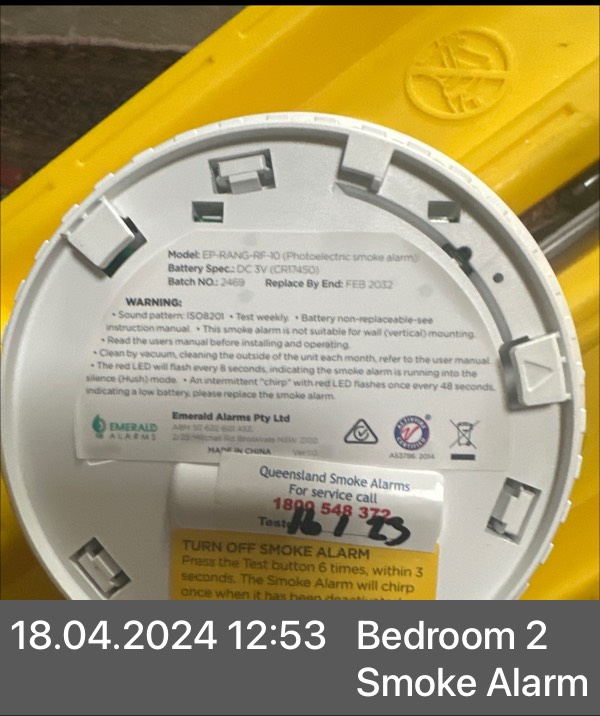 Model: EP-RANG-RF-10 (Photoelectric smoke alarm)
Battery Spec.: DC 3V (CR17450)
Batch NO.: 2469 Replace By End: FEB 2032
WARNING:
• Sound pattern: ISO8201 • Test weekly. • Battery non-replaceable-see
instruction manual. • This smoke alarm is not suitable for wall (vertical) mounting.
• Read the users manual before installing and operating.
• Clean by vacuum, cleaning the outside of the unit each month, refer to the user manual.
• The red LED will flash every 8 seconds, indicating the smoke alarm is running into the
silence (Hush) mode. • An intermittent "chirp" with red LED flashes once every 48 seconds,
indicating a low battery, please replace the smoke alarm.
EMERALD
ALARMS
Emerald Alarms Pty Ltd
MADE IN CHINA
AS3786: 2014
Queensland Smoke Alarms
For service call
1800 548 377
Test
16 / 1 / 23
TURN OFF SMOKE ALARM
Press the Test button 6 times, within 3
seconds. The Smoke Alarm will chirp
once when it has been deactivated
18.04.2024 12:53 Bedroom 2
Smoke Alarm